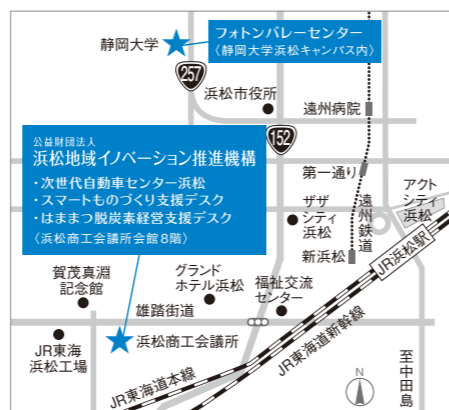 静岡大学
フォトンバレーセンター
〈静岡大学浜松キャンパス内〉
257
浜松市役所
遠州病院
152
公益財団法人
浜松地域イノベーション推進機構
・次世代自動車センター浜松
・スマートものづくり支援デスク
・はままつ脱炭素経営支援デスク
〈浜松商工会議所会館8階〉
第一通り
遠州鉄道
アクト
シティ
浜松
ザザ
シティ
浜松
新浜松
JR浜松駅
賀茂真淵
記念館
グランド
ホテル浜松
福祉交流
センター
雄踏街道
浜松商工会議所
JR東海
浜松工場
JR東海道本線
JR東海道新幹線
至中田島
N